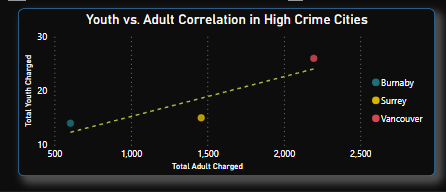 Youth vs. Adult Correlation in High Crime Cities
Total Youth Charged
30
20
10
500
1,000
1,500
2,000
2,500
Total Adult Charged
Burnaby
Surrey
Vancouver